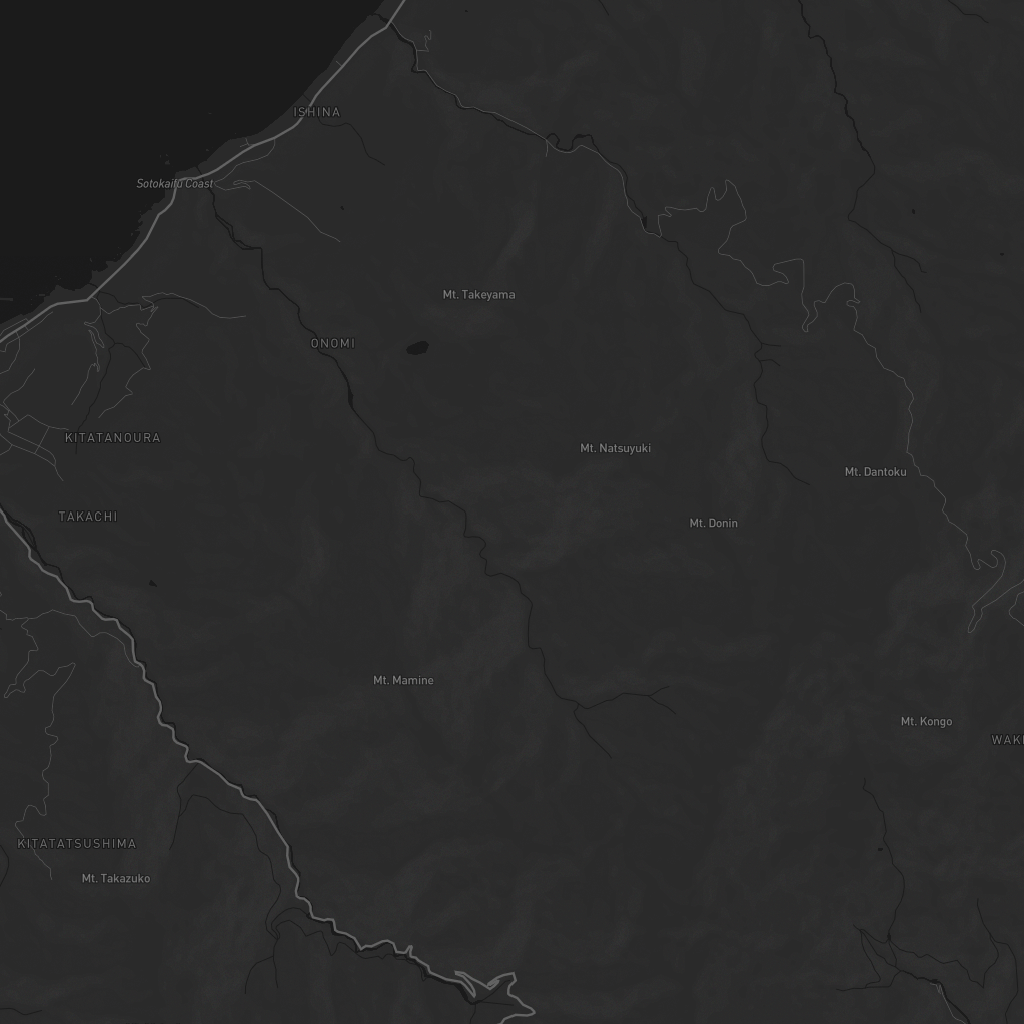 ISHINA
Sotokaifu Coast
Mt. Takeyama
ONOMI
KITATANOURA
Mt. Natsuyuki
Mt. Dantoku
TAKACHI
Mt. Donin
Mt. Mamine
Mt. Kongo
WAKI
KITATATSUSHIMA
Mt. Takazuko